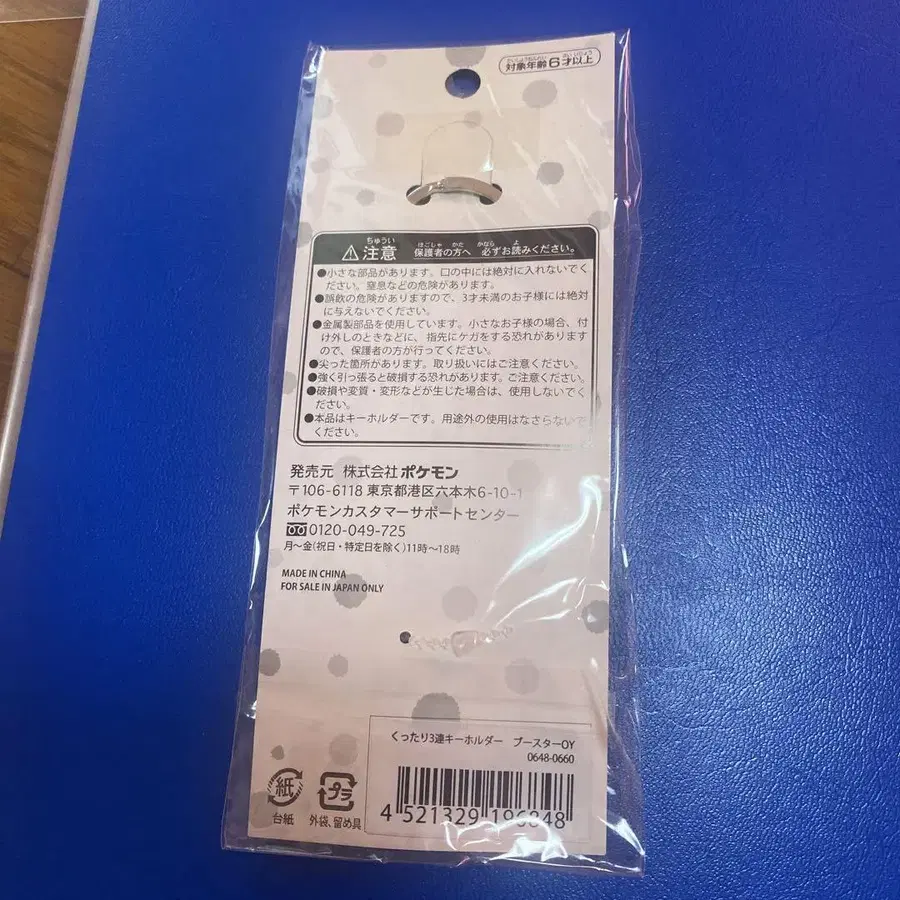 対象年齢6才以上
注意 保護者の方へ 必ずお読みください。
●小さな部品があります。口の中には絶対に入れないでく
ださい。窒息などの危険があります。
●誤飲の危険がありますので、3才未満のお子様には絶対
に与えないでください。
●金属製部品を使用しています。小さなお子様の場合、付
け外しのときなどに、指先にケガをする恐れがあります
ので、保護者の方が行ってください。
●尖った箇所があります。取り扱いにはご注意ください。
●強く引っ張ると破損する恐れがあります。ご注意ください。
●破損や変質・変形などが生じた場合は、使用しないでく
ださい。
●本品はキーホルダーです。用途外の使用はなさらないで
ください。
発売元 株式会社ポケモン
〒106-6118 東京都港区六本木6-10-1
ポケモンカスタマーサポートセンター
0120-049-725
月〜金(祝日・特定日を除く)11時〜18時
MADE IN CHINA
FOR SALE IN JAPAN ONLY
くったり3連キーホルダー ブースターOY
0648-0660
紙
台紙
プラ
外袋、留め具
4 521329 196848